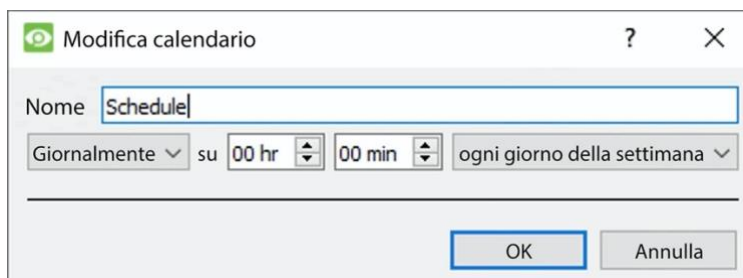 Modifica calendario ?
Nome Schedule
Giornalmente su 00 hr 00 min ogni giorno della settimana
OK Annulla